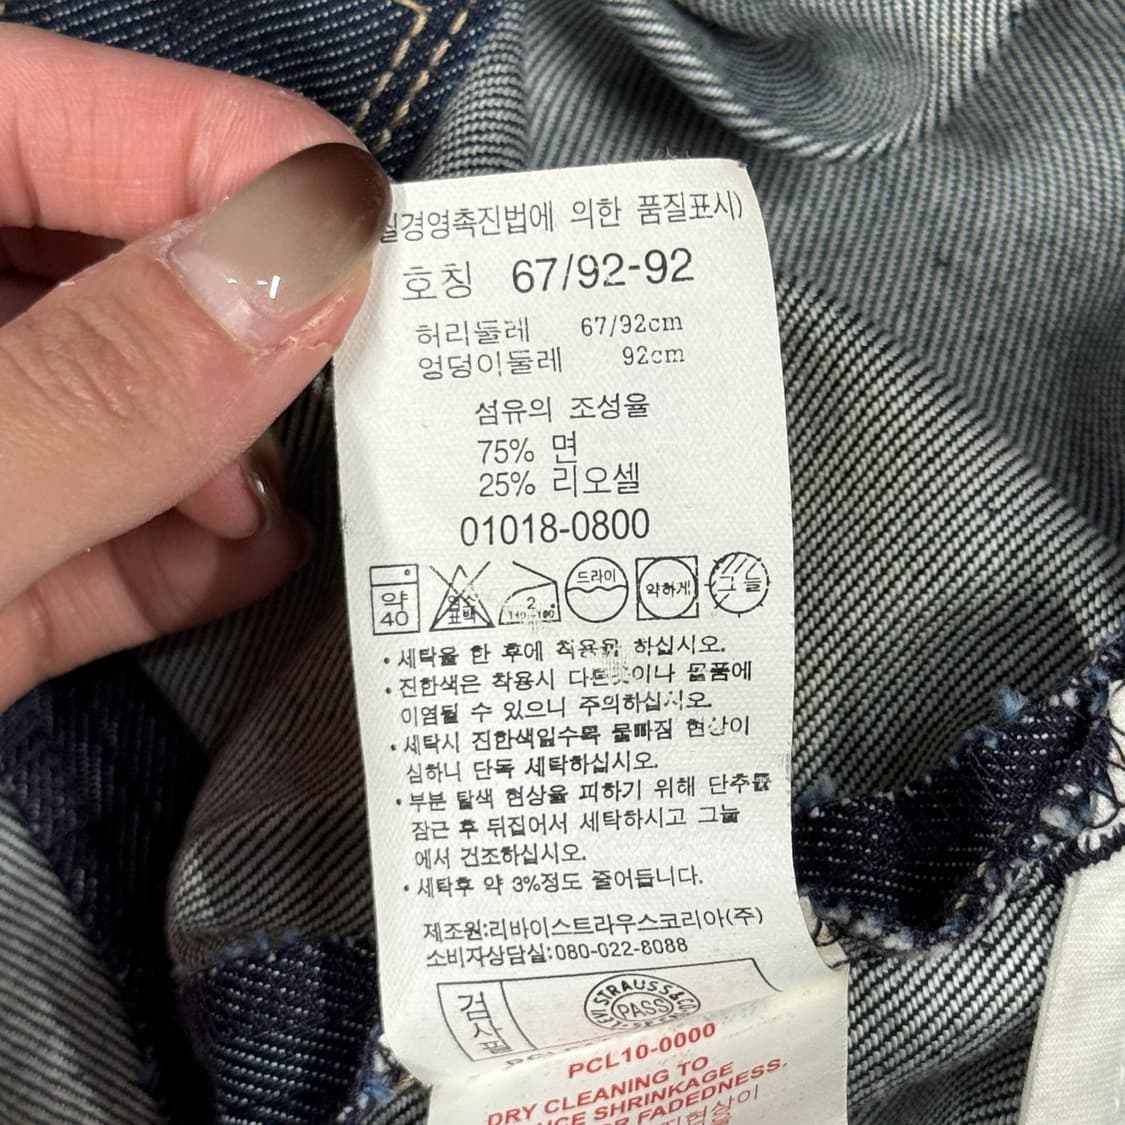 경영촉진법에 의한 품질표시)
호칭 67/92-92
허리둘레 67/92cm
엉덩이둘레 92cm
섬유의 조성율
75% 면
25% 리오셀
01018-0800
약 40
염소 표백
2
드라이
약하게
그늘
• 세탁을 한 후에 착용을 하십시오.
• 진한색은 착용시 다른 옷이나 물품에
이염될 수 있으니 주의하십시오.
• 세탁시 진한색일수록 물빠짐 현상이
심하니 단독 세탁하십시오.
• 부분 탈색 현상을 피하기 위해 단추를
잠근 후 뒤집어서 세탁하시고 그늘
에서 건조하십시오.
• 세탁후 약 3%정도 줄어듭니다.
제조원:리바이스트라우스코리아(주)
소비자상담실:080-022-8088
검사필
STRAUSS & CO.
PASS
PCL10-0000
DRY CLEANING TO
SHRINKAGE
OR FADEDNESS.